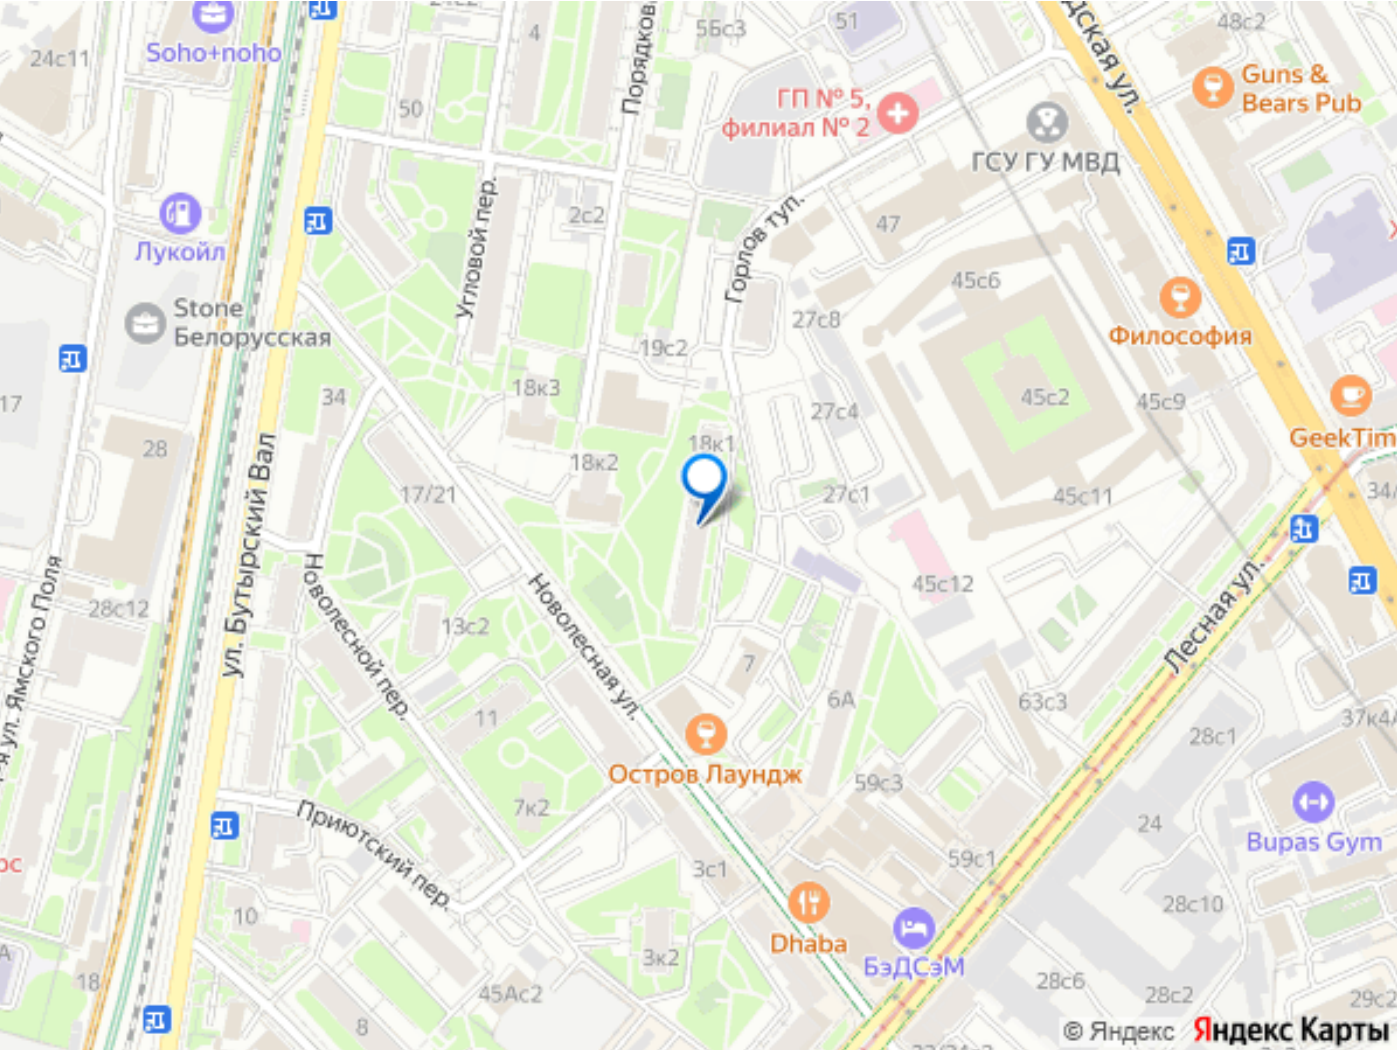 Soho+noho
24с11
4
Порядков
56с3
51
дская ул.
48с2
Guns &
Bears Pub
50
ГП № 5,
филиал № 2
ГСУ ГУ МВД
Лукойл
Угловой пер.
2с2
Горлов туп.
47
45с6
Stone
Белорусская
19с2
27с8
Философия
17
34
18к3
27с4
45с2
45с9
GeekTim
28
17/21
18к2
18к1
27с1
45с11
34/
ул. Бутырский Вал
Новолесной пер.
Новолесная ул.
45с12
Лесная ул.
28с12
-я ул. Ямского Поля
13с2
7
6А
63с3
37к4
28с1
11
Остров Лаундж
59с3
7к2
Приютский пер.
24
Bupas Gym
рс
3с1
59с1
10
28с10
Dhaba
3к2
БэДСэМ
А
18
45Ас2
8
28с6
28с2
29с2
© Яндекс Яндекс Карты